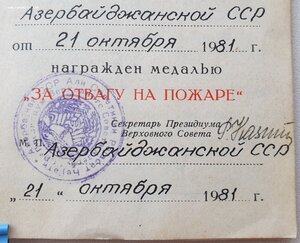 Азербайджанской ССР
от 21 октября 1981 г.
награжден медалью
"ЗА ОТВАГУ НА ПОЖАРЕ"
Секретарь Президиума
Верховного Совета
М. П.
Азербайджанской ССР
"21" октября 1981 г.